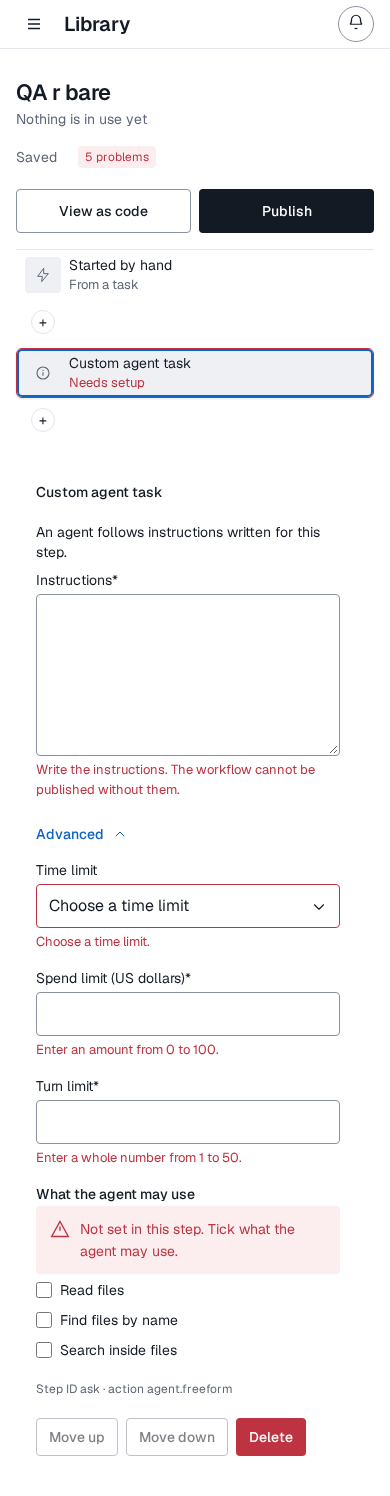 Library
QA r bare
Nothing is in use yet
Saved
5 problems
View as code
Publish
Started by hand
From a task
+
Custom agent task
Needs setup
+
Custom agent task
An agent follows instructions written for this
step.
Instructions*
Write the instructions. The workflow cannot be
published without them.
Advanced
Time limit
Choose a time limit
Choose a time limit.
Spend limit (US dollars)*
Enter an amount from 0 to 100.
Turn limit*
Enter a whole number from 1 to 50.
What the agent may use
Not set in this step. Tick what the
agent may use.
Read files
Find files by name
Search inside files
Step ID ask · action agent.freeform
Move up
Move down
Delete